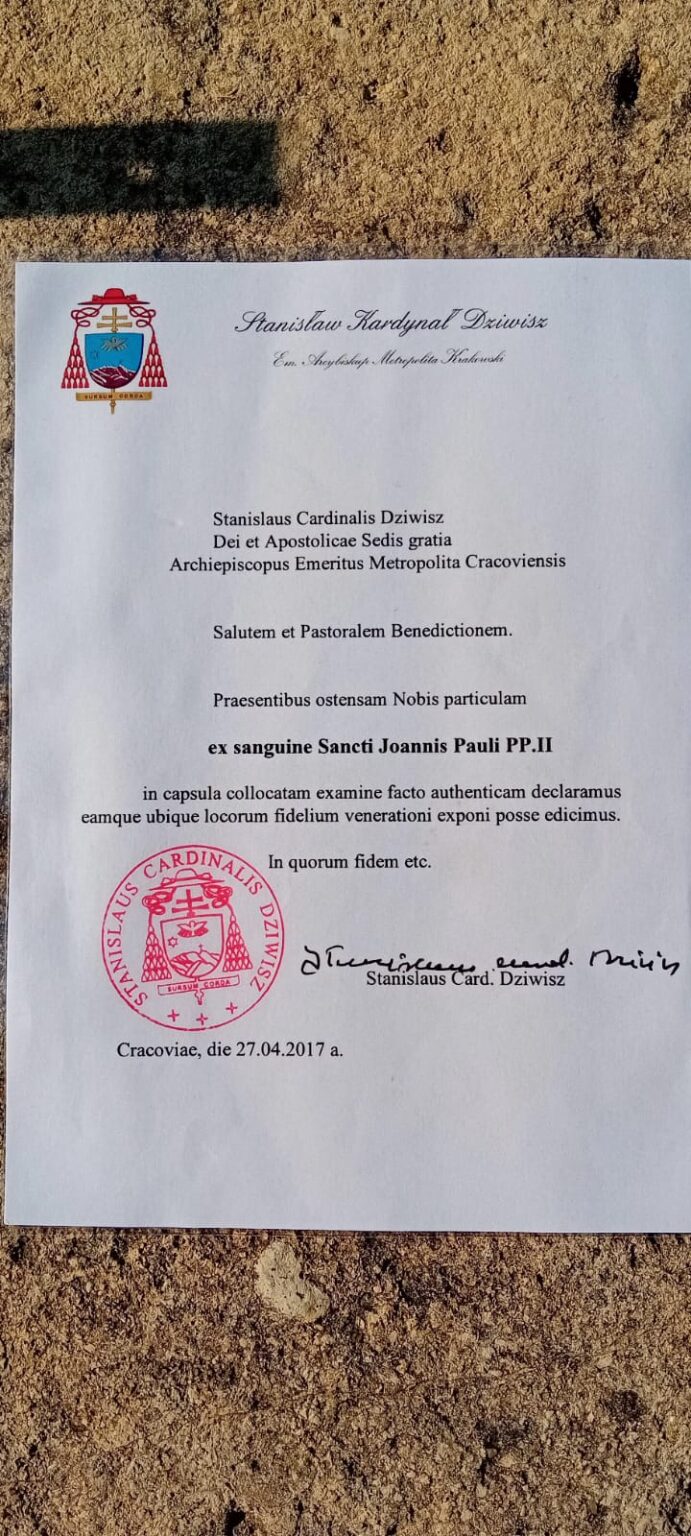 Stanisław Kardynał Dziwisz
Em. Arcybiskup Metropolita Krakowski
SURSUM CORDA
Stanislaus Cardinalis Dziwisz
Dei et Apostolicae Sedis gratia
Archiepiscopus Emeritus Metropolita Cracoviensis
Salutem et Pastoralem Benedictionem.
Praesentibus ostensam Nobis particulam
ex sanguine Sancti Joannis Pauli PP.II
in capsula collocatam examine facto authenticam declaramus
eamque ubique locorum fidelium venerationi exponi posse edicimus.
In quorum fidem etc.
STANISLAUS CARDINALIS DZIWISZ
SURSUM CORDA
Stanislaus Card. Dziwisz
Stanislaus Card. Dziwisz
Cracoviae, die 27.04.2017 a.